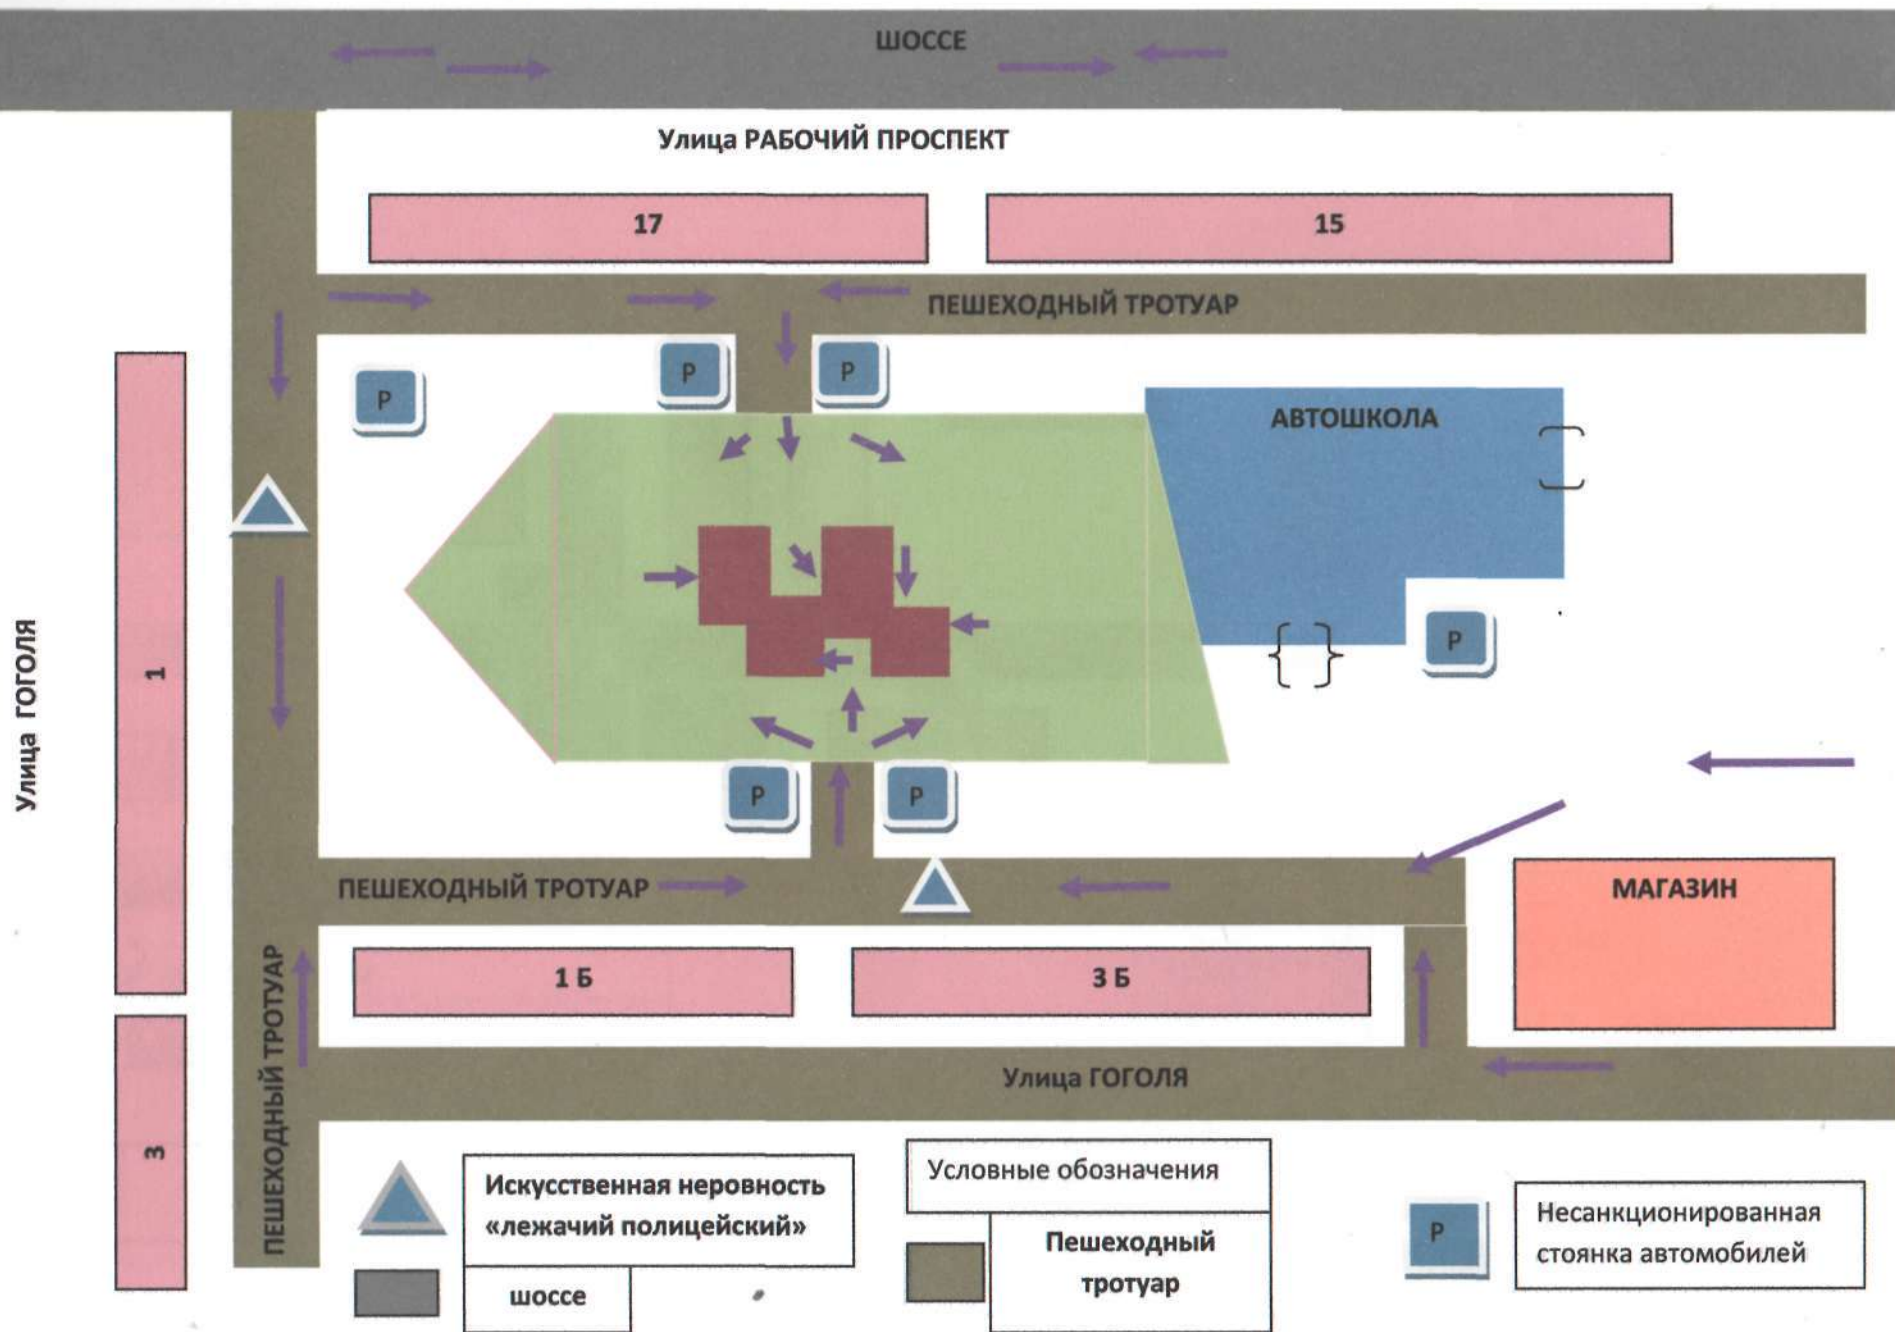 ШОССЕ
Улица РАБОЧИЙ ПРОСПЕКТ
17
15
ПЕШЕХОДНЫЙ ТРОТУАР
Р
Р
Р
АВТОШКОЛА
Улица ГОГОЛЯ
1
Р
Р
Р
ПЕШЕХОДНЫЙ ТРОТУАР
МАГАЗИН
1 Б
3 Б
ПЕШЕХОДНЫЙ ТРОТУАР
Улица ГОГОЛЯ
3
Искусственная неровность
«лежачий полицейский»
шоссе
Условные обозначения
Пешеходный
тротуар
Р
Несанкционированная
стоянка автомобилей